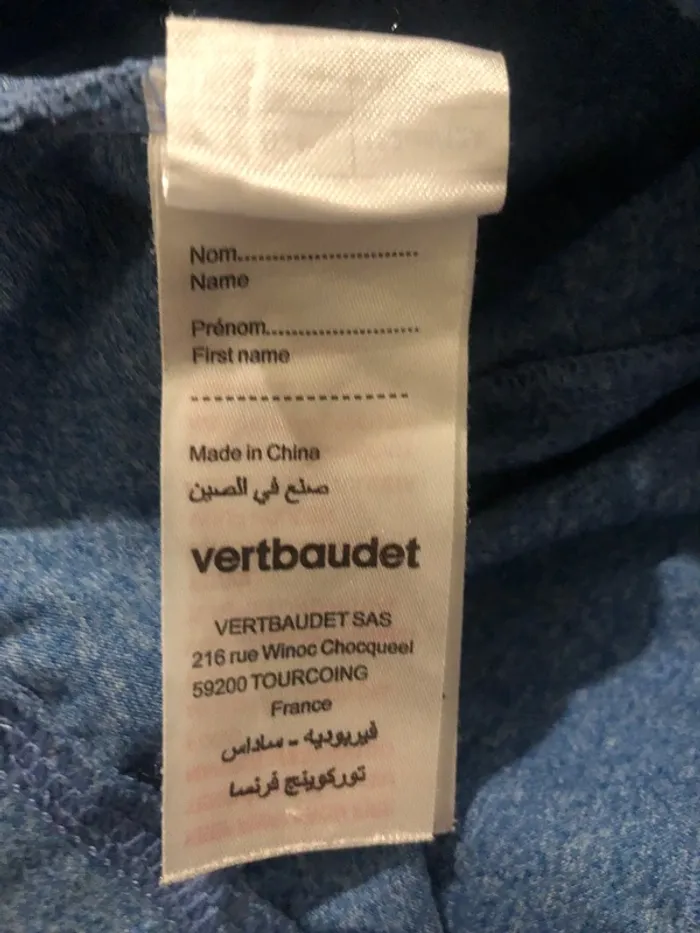 Nom..............................
Name
Prénom.........................
First name
-------------------
Made in China
صنع في الصين
vertbaudet
VERTBAUDET SAS
216 rue Winoc Chocqueel
59200 TOURCOING
France
فيربوديه - ساداس
توركوينج فرنسا